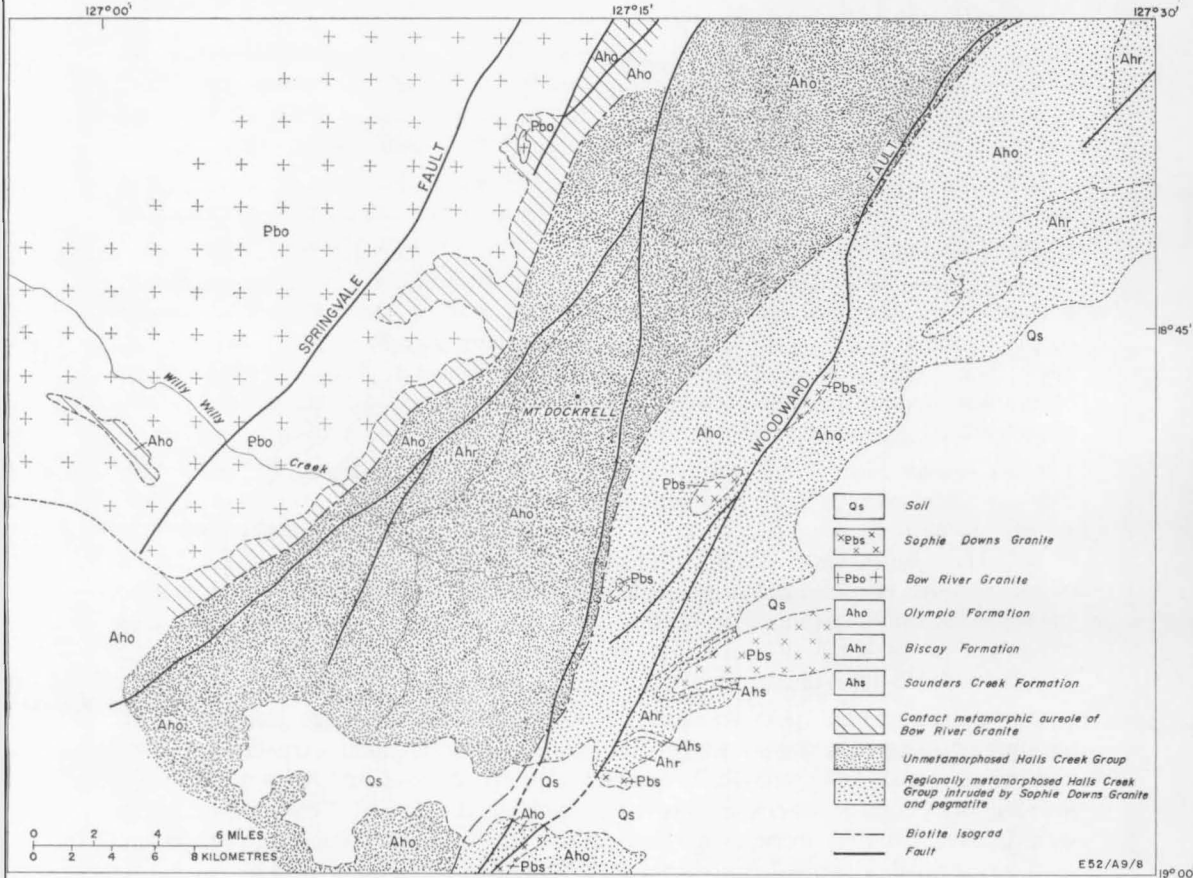 127°00'
127°15'
127°30'
Aho
Aho
Aho
Ahr
Pbo
FAULT
FAULT
Aho
Pbo
Ahr
SPRINGVALE
Qs
18°45'
Willy
Willy
Creek
MT DOCKRELL
Pbs
Aho
WOODWARD
Aho
Aho
Pbo
Aho
Ahr
Pbs
Aho
Pbs
Aho
Qs
Pbs
Ahs
Ahr
Ahs
Ahr
Aho
Qs
Qs
Pbs
Qs
Aho
Aho
Aho
Pbs
Qs Soil
Pbs Sophie Downs Granite
Pbo Bow River Granite
Aho Olympio Formation
Ahr Biscay Formation
Ahs Saunders Creek Formation
Contact metamorphic aureole of
Bow River Granite
Unmetamorphosed Halls Creek Group
Regionally metamorphosed Halls Creek
Group intruded by Sophie Downs Granite
and pegmatite
Biotite isograd
Fault
0 2 4 6 MILES
0 2 4 6 8 KILOMETRES
E52/A9/8
19°00'